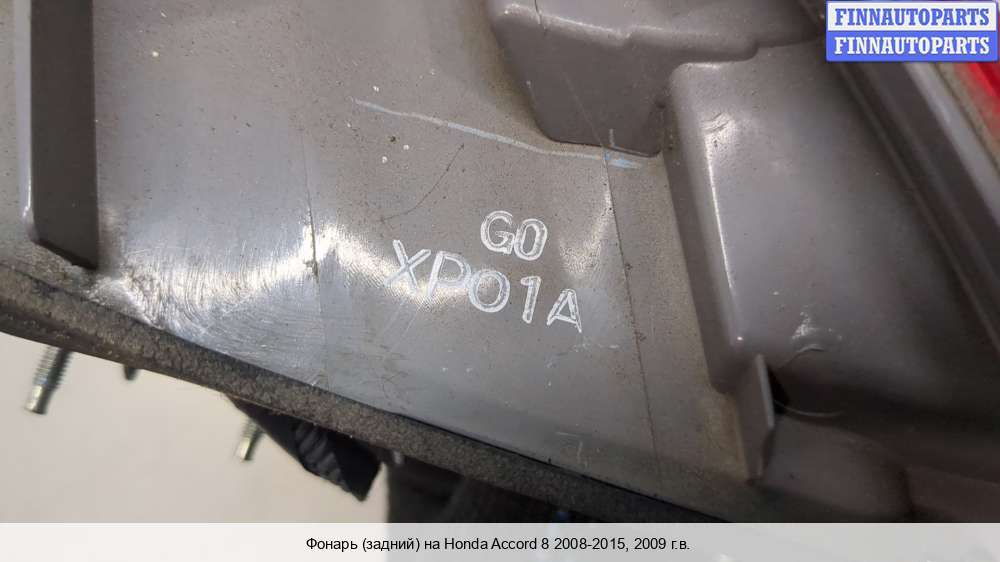 FINNAUTOPARTS
FINNAUTOPARTS
G0
XP01A
Фонарь (задний) на Honda Accord 8 2008-2015, 2009 г.в.